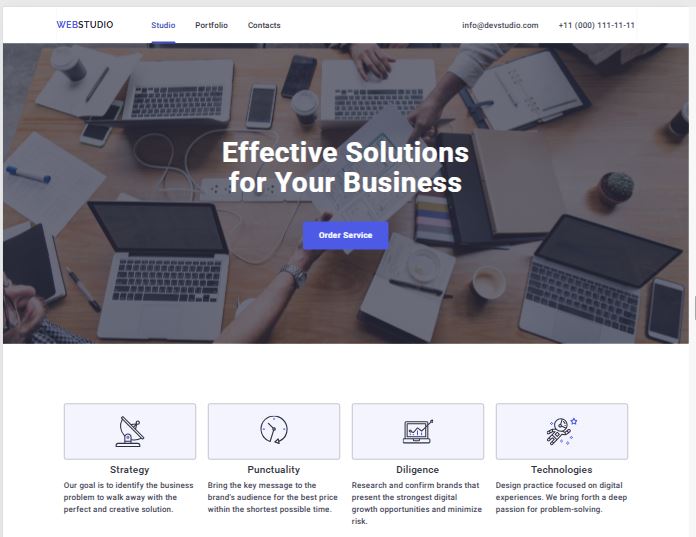 WEBSTUDIO Studio Portfolio Contacts info@devstudio.com +11 (000) 111-11-11
Effective Solutions
for Your Business
Order Service
Strategy
Our goal is to identify the business
problem to walk away with the
perfect and creative solution.
Punctuality
Bring the key message to the
brand's audience for the best price
within the shortest possible time.
Diligence
Research and confirm brands that
present the strongest digital
growth opportunities and minimize
risk.
Technologies
Design practice focused on digital
experiences. We bring forth a deep
passion for problem-solving.